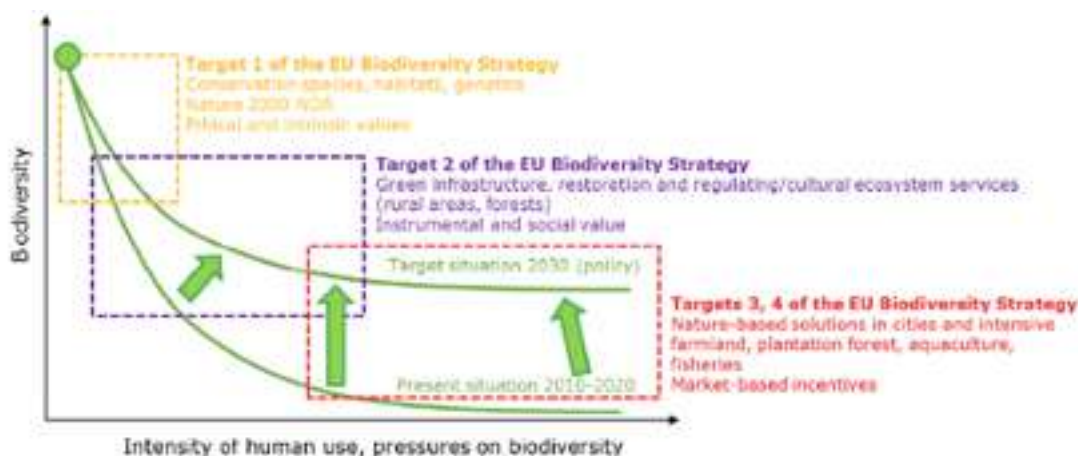 Target 1 of the EU Biodiversity Strategy
Conservation species, habitats, genetics
Nature 2000
Ethical and intrinsic values
Target 2 of the EU Biodiversity Strategy
Green infrastructure, restoration and regulating/cultural ecosystem services
(rural areas, forests)
Instrumental and social value
Target situation 2030 (policy)
Targets 3, 4 of the EU Biodiversity Strategy
Nature-based solutions in cities and intensive
farmland, plantation forest, aquaculture,
fisheries
Market-based incentives
Present situation 2010-2020
Biodiversity
Intensity of human use, pressures on biodiversity